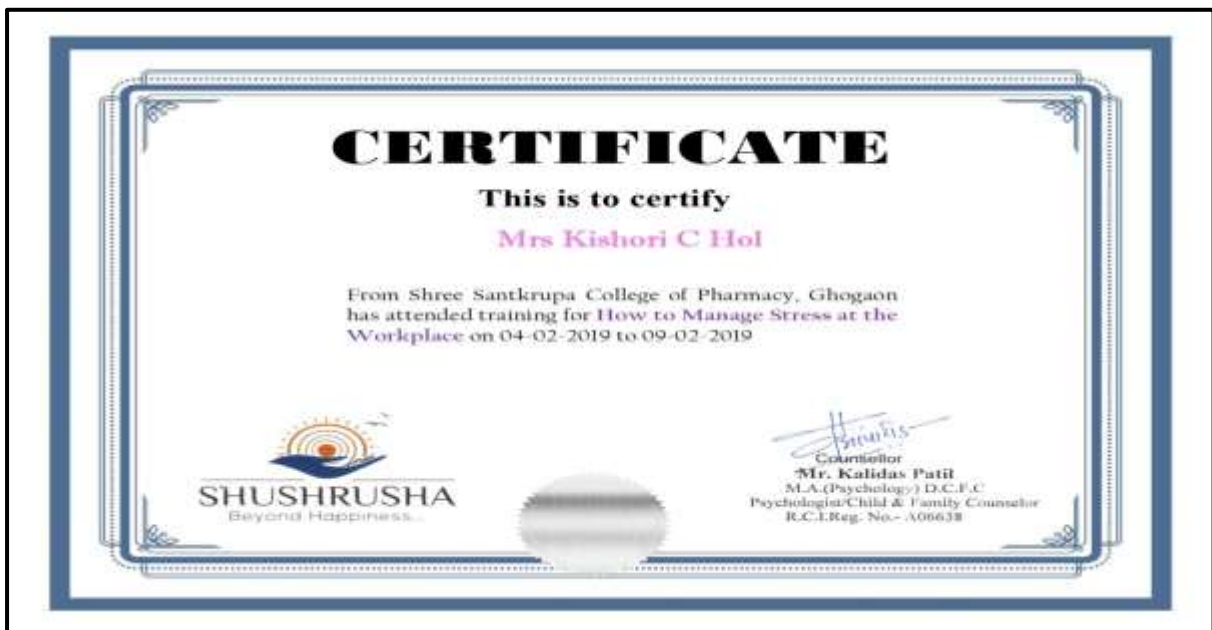 CERTIFICATE
This is to certify
Mrs Kishori C Hol
From Shree Santkrupa College of Pharmacy, Ghogaon
has attended training for How to Manage Stress at the
Workplace on 04-02-2019 to 09-02-2019
SHUSHRUSHA
Beyond Happiness...
Counsellor
Mr. Kalidas Patil
M.A.(Psychology) D.C.F.C
Psychologist/Child & Family Counselor
R.C.I.Reg. No.- A06638